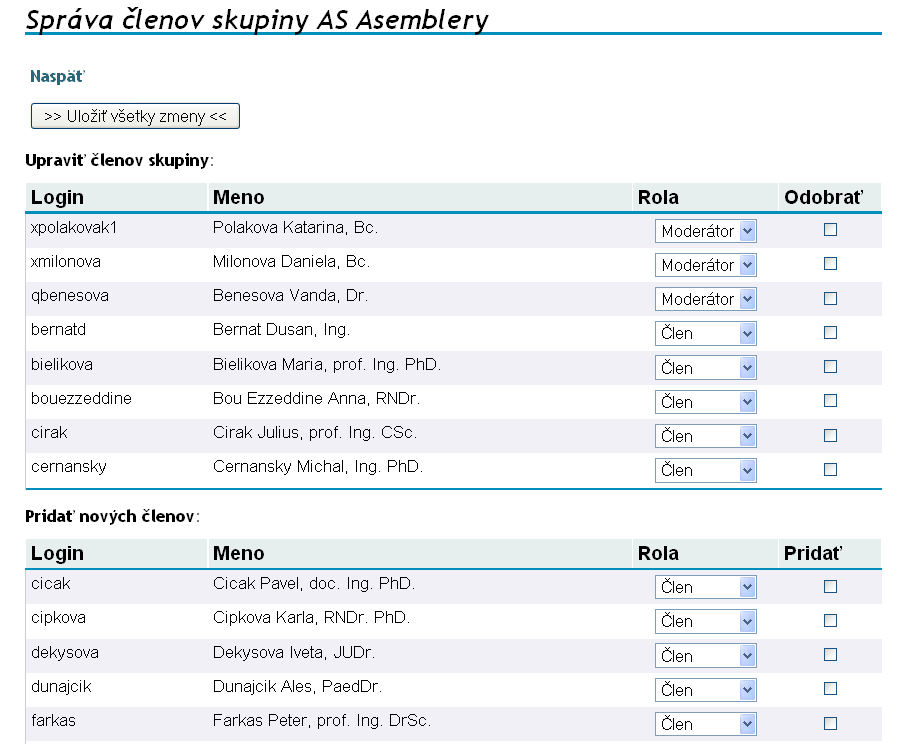 Správa členov skupiny AS Asemblery
Naspäť
>> Uložiť všetky zmeny <<
Upraviť členov skupiny:
Login Meno Rola Odobrať
xpolakovak1 Polakova Katarina, Bc. Moderátor
xmilonova Milonova Daniela, Bc. Moderátor
qbenesova Benesova Vanda, Dr. Moderátor
bernatd Bernat Dusan, Ing. Člen
bielikova Bielikova Maria, prof. Ing. PhD. Člen
bouezzeddine Bou Ezzeddine Anna, RNDr. Člen
cirak Cirak Julius, prof. Ing. CSc. Člen
cernansky Cernansky Michal, Ing. PhD. Člen
Pridať nových členov:
Login Meno Rola Pridať
cicak Cicak Pavel, doc. Ing. PhD. Člen
cipkova Cipkova Karla, RNDr. PhD. Člen
dekysova Dekysova Iveta, JUDr. Člen
dunajcik Dunajcik Ales, PaedDr. Člen
farkas Farkas Peter, prof. Ing. DrSc. Člen